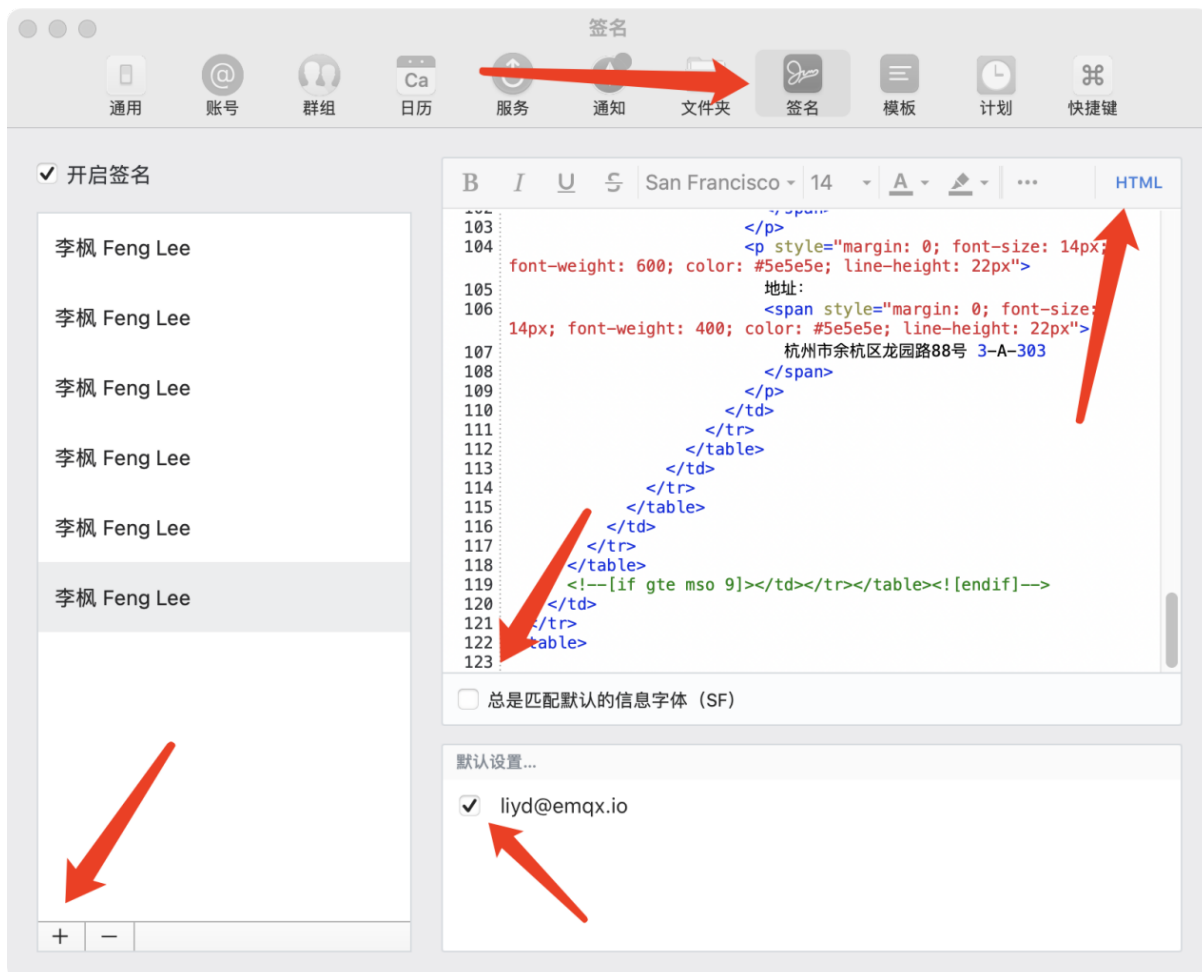 签名
Ca
通用 账号 群组 日历 服务 通知 文件夹 签名 模板 计划 快捷键
开启签名
李枫 Feng Lee
李枫 Feng Lee
李枫 Feng Lee
李枫 Feng Lee
李枫 Feng Lee
李枫 Feng Lee
B I U S San Francisco 14 A ... HTML
102 </span>
103 </p>
104 <p style="margin: 0; font-size: 14px;
font-weight: 600; color: #5e5e5e; line-height: 22px">
105 地址：
106 <span style="margin: 0; font-size:
14px; font-weight: 400; color: #5e5e5e; line-height: 22px">
107 杭州市余杭区龙园路88号 3-A-303
108 </span>
109 </p>
110 </td>
111 </tr>
112 </table>
113 </td>
114 </tr>
115 </table>
116 </td>
117 </tr>
118 </table>
119 <!--[if gte mso 9]></td></tr></table><![endif]-->
120 </td>
121 </tr>
122 table>
123
总是匹配默认的信息字体（SF）
默认设置...
liyd@emqx.io
+ −